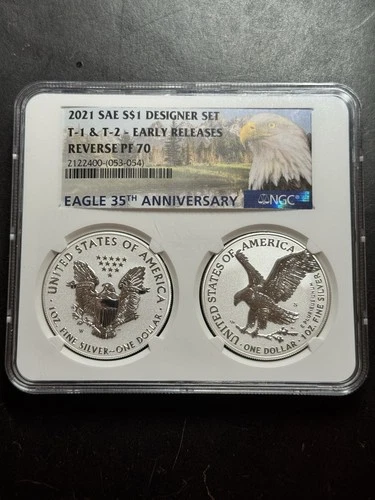 2021 SAE S$1 DESIGNER SET
T-1 & T-2 - EARLY RELEASES
REVERSE PF 70
2122400-(053-054)
EAGLE 35TH ANNIVERSARY
NGC
UNITED STATES OF AMERICA
1 OZ. FINE SILVER~ONE DOLLAR
UNITED STATES OF AMERICA
E PLURIBUS UNUM
· ONE DOLLAR · 1 OZ. FINE SILVER